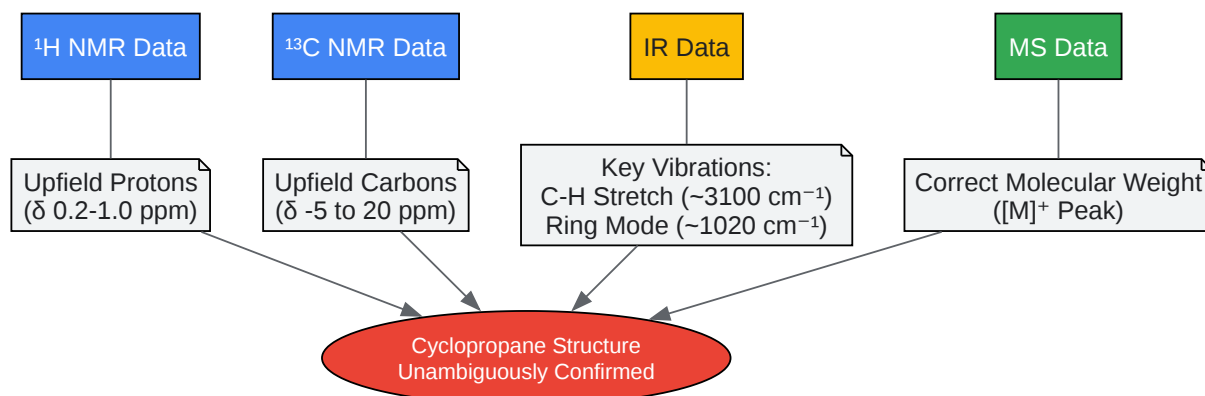 ¹H NMR Data
¹³C NMR Data
IR Data
MS Data
Upfield Protons
(δ 0.2-1.0 ppm)
Upfield Carbons
(δ -5 to 20 ppm)
Key Vibrations:
C-H Stretch (~3100 cm⁻¹)
Ring Mode (~1020 cm⁻¹)
Correct Molecular Weight
([M]⁺ Peak)
Cyclopropane Structure
Unambiguously Confirmed